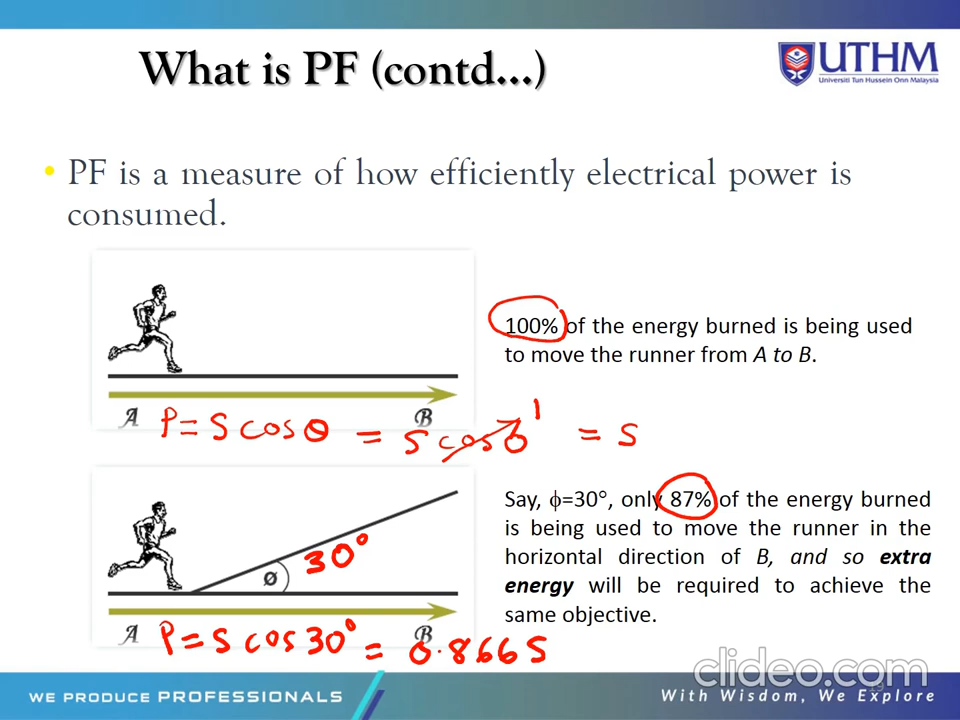 What is PF (contd...)
UTHM
Universiti Tun Hussein Onn Malaysia
• PF is a measure of how efficiently electrical power is
consumed.
100% of the energy burned is being used
to move the runner from A to B.
A
B
P = S cos θ = S cos 0 1 = S
Say, ϕ=30°, only 87% of the energy burned
is being used to move the runner in the
horizontal direction of B, and so extra
energy will be required to achieve the
same objective.
ø 30°
A
B
P = S cos 30° = 0.866 S
clideo.com
19
WE PRODUCE PROFESSIONALS
With Wisdom, We Explore